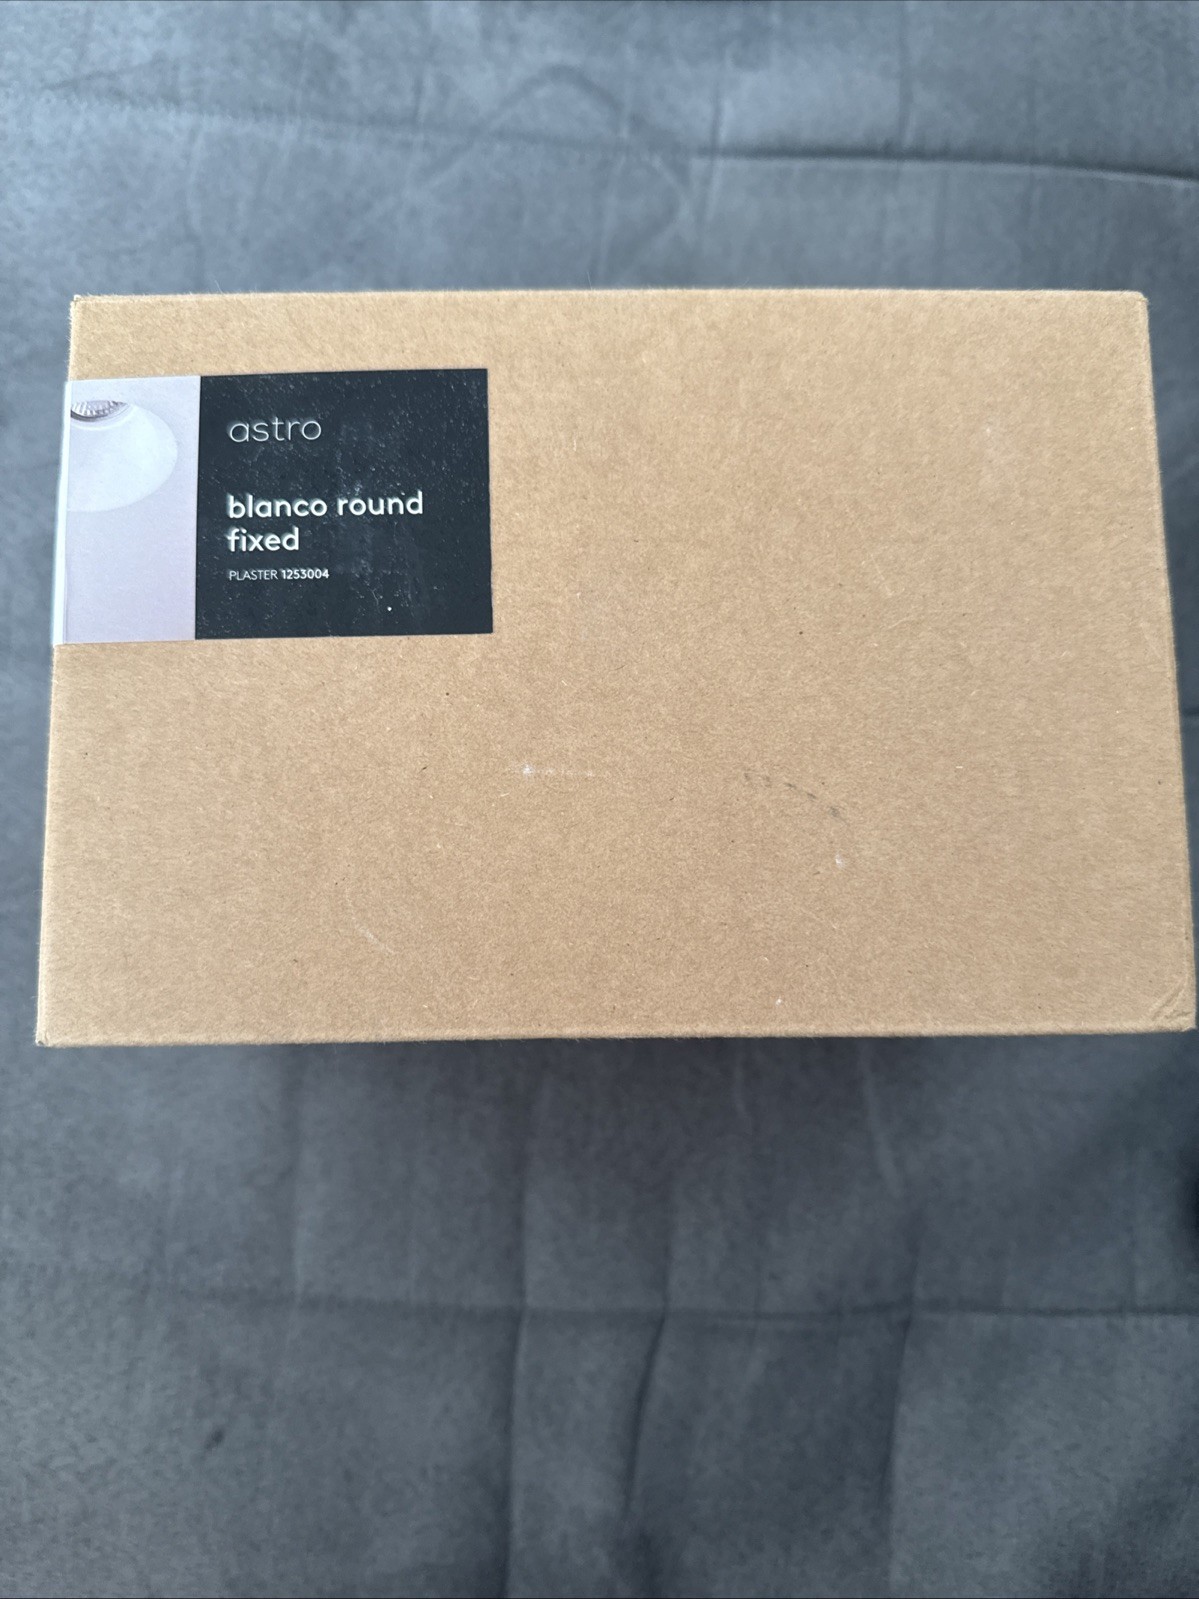 astro
blanco round
fixed
PLASTER 1253004